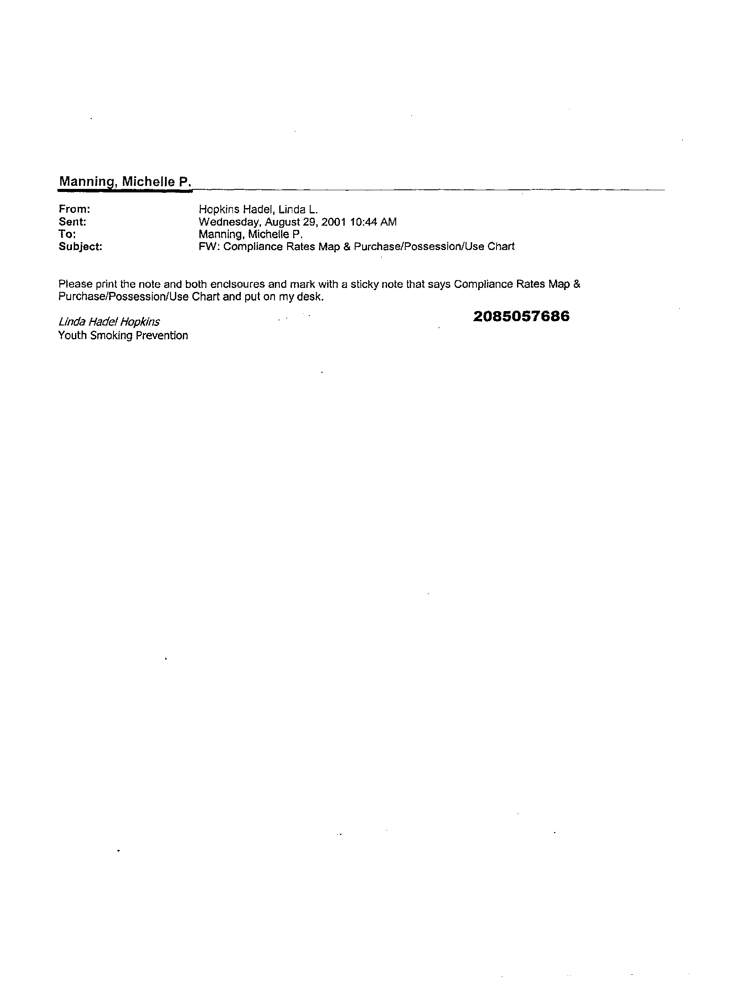 Manning, Michelle P.
From: Hopkins Hadel, Linda L.
Sent: Wednesday, August 29, 2001 10:44 AM
To: Manning, Michelle P.
Subject: FW: Compliance Rates Map & Purchase/Possession/Use Chart
Please print the note and both enclsoures and mark with a sticky note that says Compliance Rates Map &
Purchase/Possession/Use Chart and put on my desk.
Linda Hadel Hopkins
Youth Smoking Prevention
2085057686